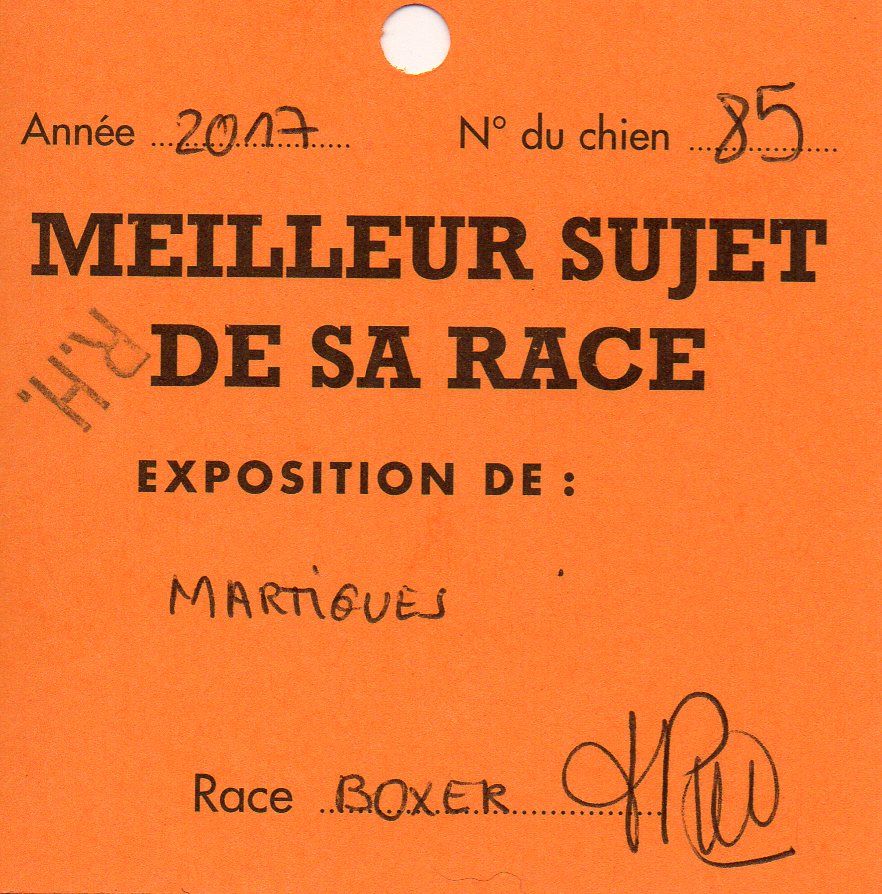 Année 2017 N° du chien 85
MEILLEUR SUJET
DE SA RACE
R.H.
EXPOSITION DE :
MARTIGUES
Race BOXER